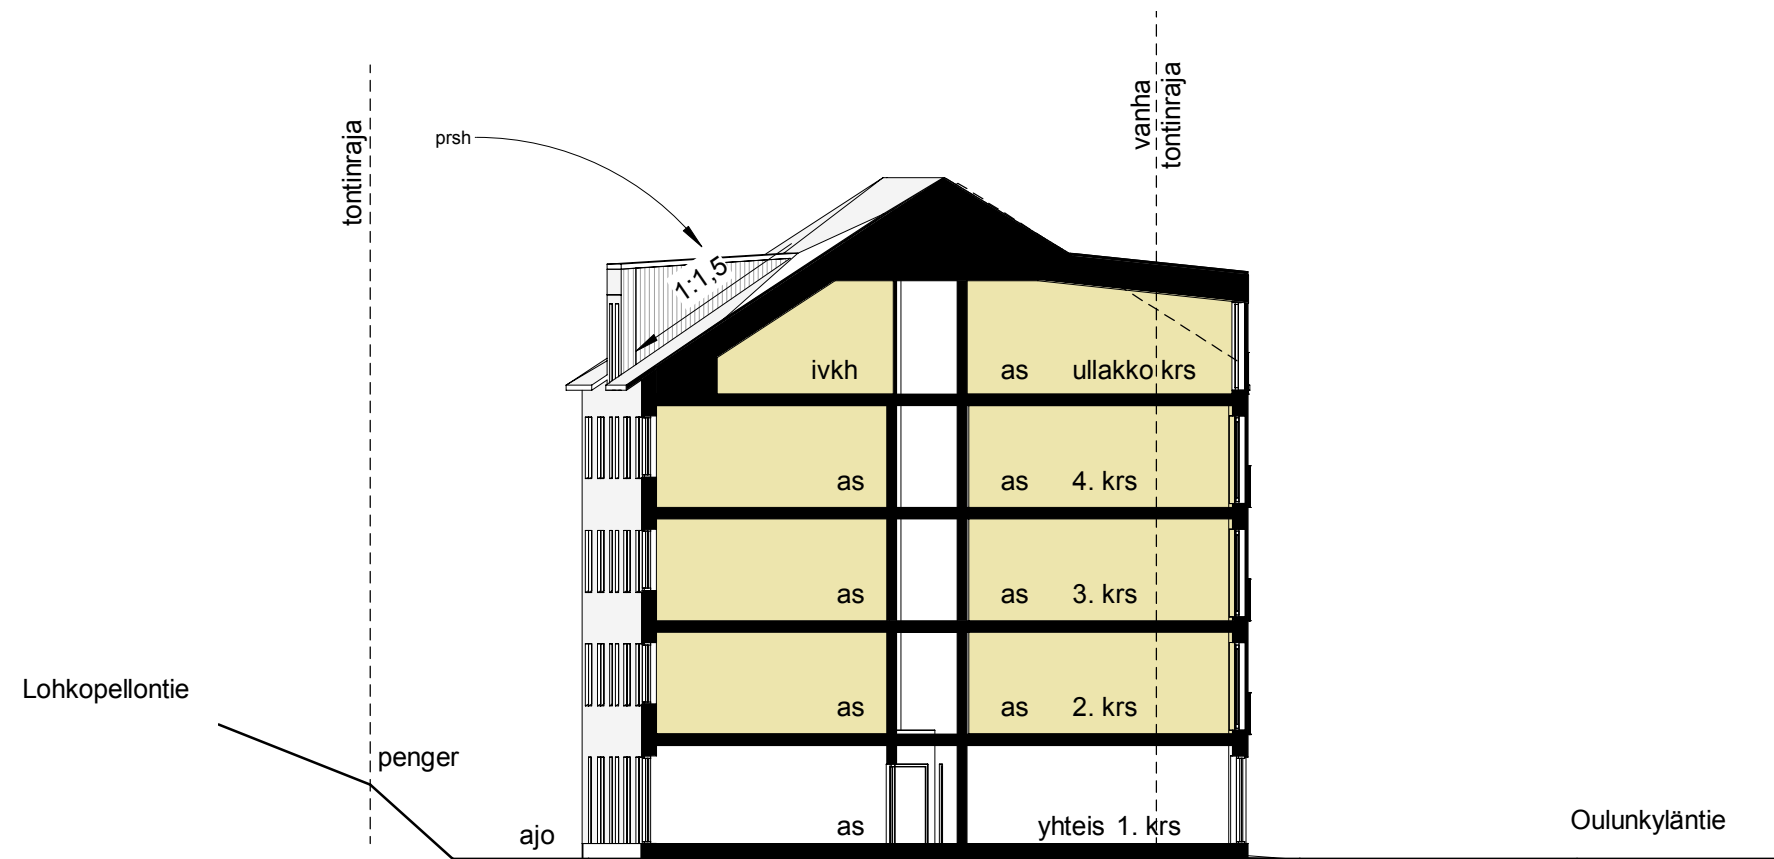 tontinraja
prsh
vanha
tontinraja
1:1,5
ivkh as ullakko krs
as as 4. krs
as as 3. krs
as as 2. krs
Lohkopellontie
penger
ajo as yhteis 1. krs
Oulunkyläntie